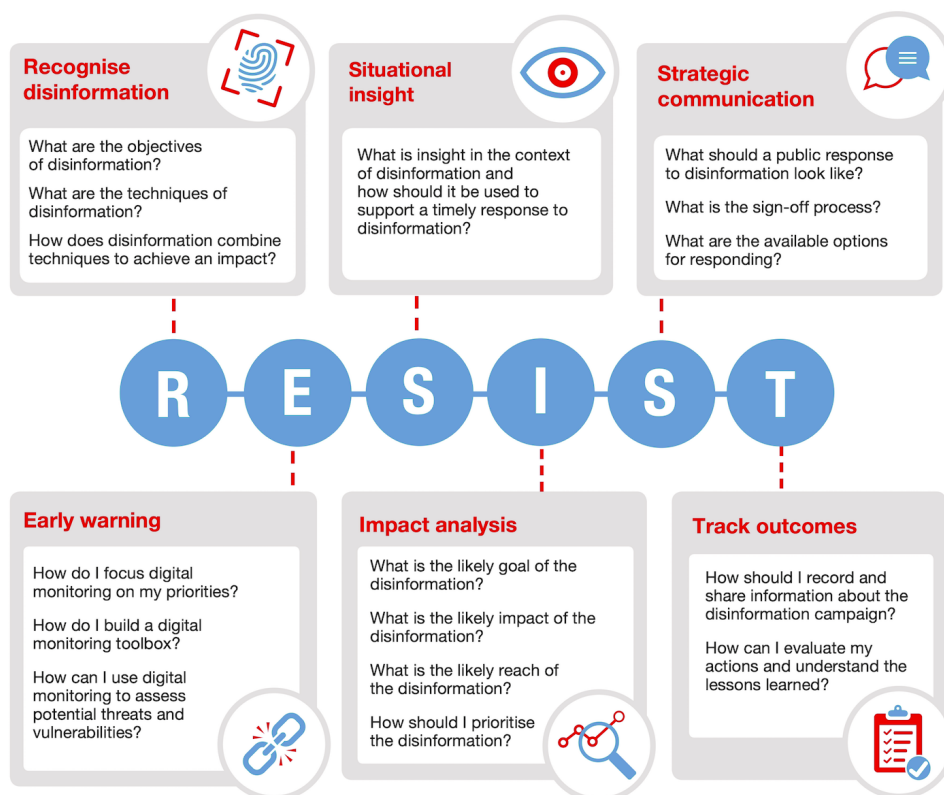 Recognise
disinformation
What are the objectives
of disinformation?
What are the techniques of
disinformation?
How does disinformation combine
techniques to achieve an impact?
Situational
insight
What is insight in the context
of disinformation and
how should it be used to
support a timely response to
disinformation?
Strategic
communication
What should a public response
to disinformation look like?
What is the sign-off process?
What are the available options
for responding?
R E S I S T
Early warning
How do I focus digital
monitoring on my priorities?
How do I build a digital
monitoring toolbox?
How can I use digital
monitoring to assess
potential threats and
vulnerabilities?
Impact analysis
What is the likely goal of the
disinformation?
What is the likely impact of the
disinformation?
What is the likely reach of
the disinformation?
How should I prioritise
the disinformation?
Track outcomes
How should I record and
share information about the
disinformation campaign?
How can I evaluate my
actions and understand the
lessons learned?